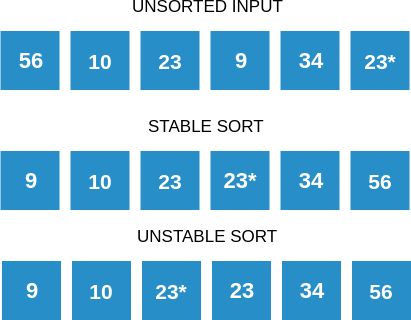 UNSORTED INPUT
56 10 23 9 34 23*
STABLE SORT
9 10 23 23* 34 56
UNSTABLE SORT
9 10 23* 23 34 56